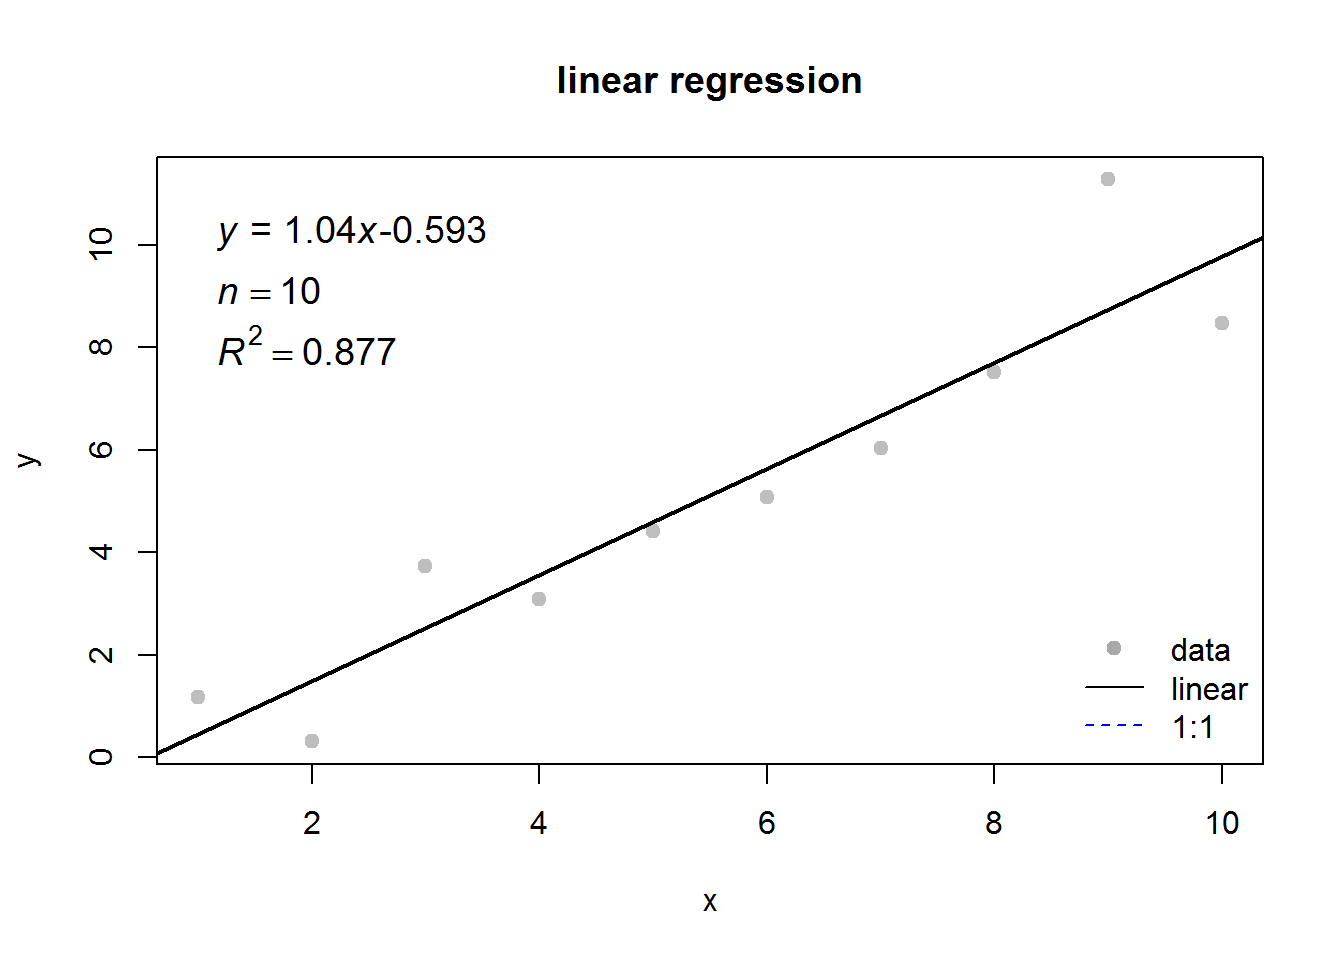 linear regression
y = 1.04x-0.593
n = 10
R² = 0.877
10
8
6
4
2
0
y
data
linear
1:1
2 4 6 8 10
x